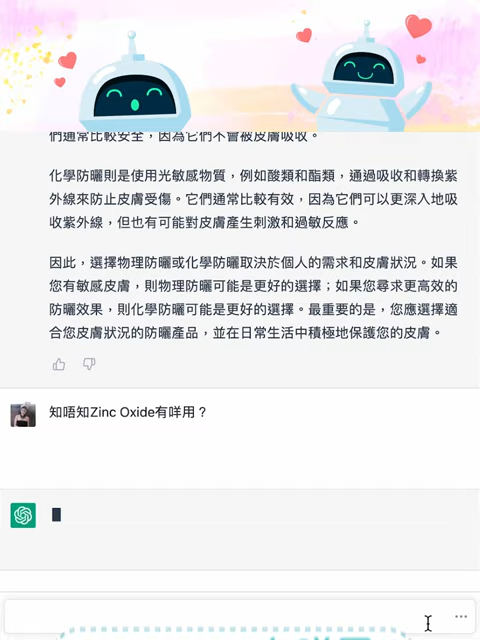 們通常比較安全，因為它們不會被皮膚吸收。
化學防曬則是使用光敏感物質，例如酸類和酯類，通過吸收和轉換紫
外線來防止皮膚受傷。它們通常比較有效，因為它們可以更深入地吸
收紫外線，但也有可能對皮膚產生刺激和過敏反應。
因此，選擇物理防曬或化學防曬取決於個人的需求和皮膚狀況。如果
您有敏感皮膚，則物理防曬可能是更好的選擇；如果您尋求更高效的
防曬效果，則化學防曬可能是更好的選擇。最重要的是，您應選擇適
合您皮膚狀況的防曬產品，並在日常生活中積極地保護您的皮膚。
知唔知Zinc Oxide有咩用？